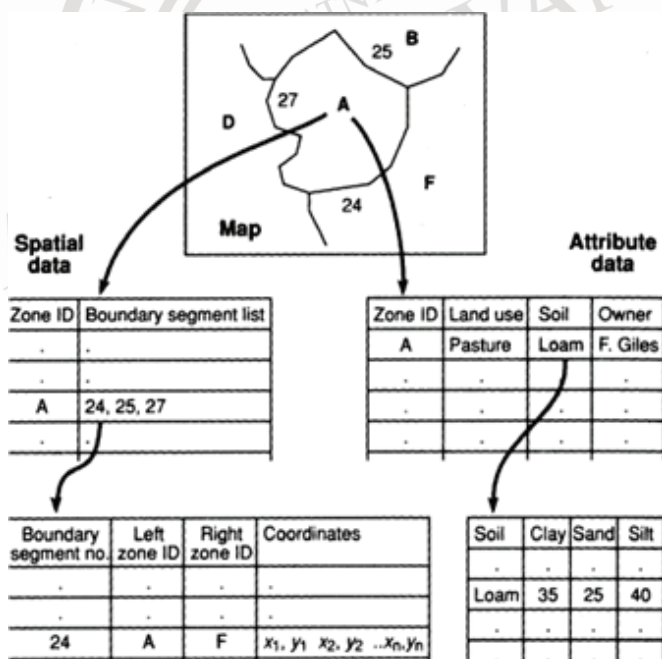 B
25
27
A
D
F
24
Map
Spatial data
Attribute data
Zone ID Boundary segment list
. .
. .
A 24, 25, 27
. .
Zone ID Land use Soil Owner
A Pasture Loam F. Giles
. . . .
. . . .
. . . .
Boundary segment no. Left zone ID Right zone ID Coordinates
. . . .
. . . .
24 A F x1, y1 x2, y2 ..xn,yn
Soil Clay Sand Silt
. . . .
Loam 35 25 40
. . . .